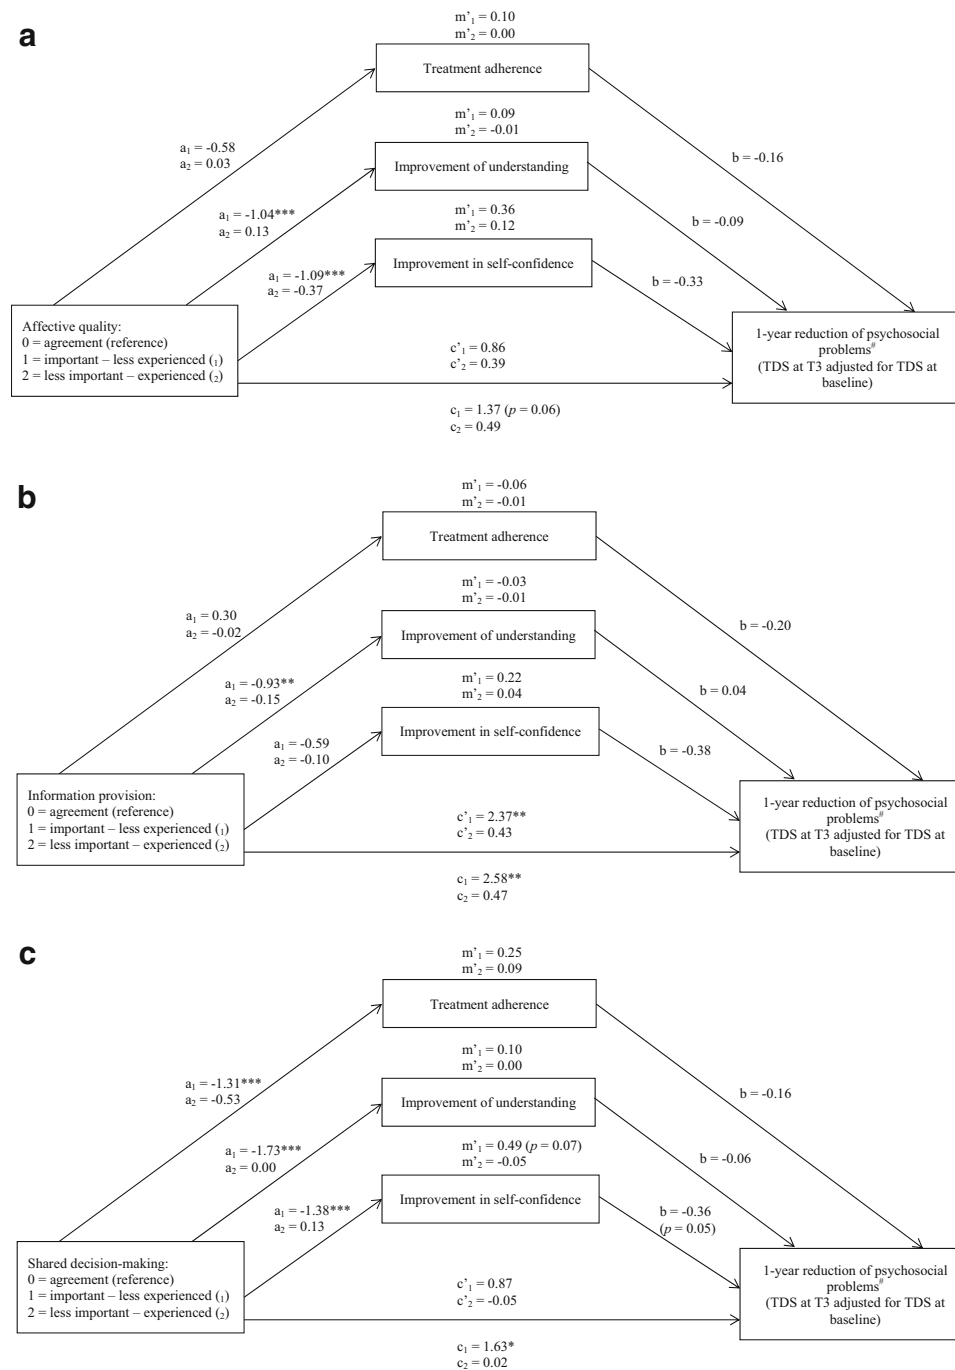 a
m'₁ = 0.10
m'₂ = 0.00
Treatment adherence
m'₁ = 0.09
m'₂ = -0.01
a₁ = -0.58
a₂ = 0.03
Improvement of understanding
b = -0.16
m'₁ = 0.36
m'₂ = 0.12
a₁ = -1.04***
a₂ = 0.13
b = -0.09
Improvement in self-confidence
a₁ = -1.09***
a₂ = -0.37
b = -0.33
Affective quality:
0 = agreement (reference)
1 = important – less experienced (₁)
2 = less important – experienced (₂)
c'₁ = 0.86
c'₂ = 0.39
1-year reduction of psychosocial
problems#
(TDS at T3 adjusted for TDS at
baseline)
c₁ = 1.37 (p = 0.06)
c₂ = 0.49
b
m'₁ = -0.06
m'₂ = -0.01
Treatment adherence
m'₁ = -0.03
m'₂ = -0.01
a₁ = 0.30
a₂ = -0.02
Improvement of understanding
b = -0.20
m'₁ = 0.22
m'₂ = 0.04
a₁ = -0.93**
a₂ = -0.15
b = 0.04
Improvement in self-confidence
a₁ = -0.59
a₂ = -0.10
b = -0.38
Information provision:
0 = agreement (reference)
1 = important – less experienced (₁)
2 = less important – experienced (₂)
c'₁ = 2.37**
c'₂ = 0.43
1-year reduction of psychosocial
problems#
(TDS at T3 adjusted for TDS at
baseline)
c₁ = 2.58**
c₂ = 0.47
c
m'₁ = 0.25
m'₂ = 0.09
Treatment adherence
m'₁ = 0.10
m'₂ = 0.00
a₁ = -1.31***
a₂ = -0.53
Improvement of understanding
b = -0.16
m'₁ = 0.49 (p = 0.07)
m'₂ = -0.05
a₁ = -1.73***
a₂ = 0.00
b = -0.06
Improvement in self-confidence
a₁ = -1.38***
a₂ = 0.13
b = -0.36
(p = 0.05)
Shared decision-making:
0 = agreement (reference)
1 = important – less experienced (₁)
2 = less important – experienced (₂)
c'₁ = 0.87
c'₂ = -0.05
1-year reduction of psychosocial
problems#
(TDS at T3 adjusted for TDS at
baseline)
c₁ = 1.63*
c₂ = 0.02